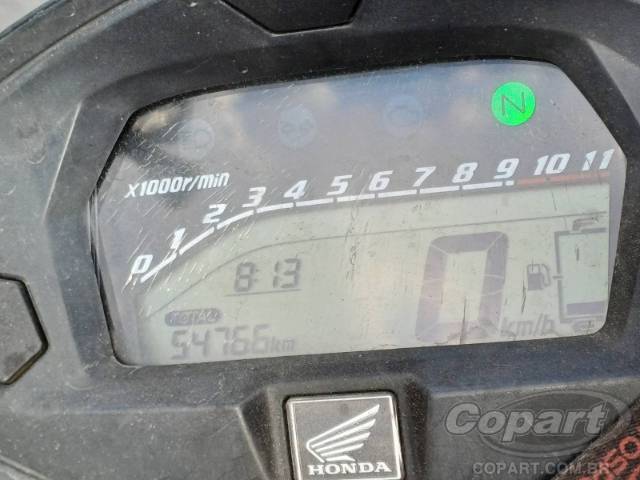 N
X1000r/min
0 1 2 3 4 5 6 7 8 9 10 11
8:13
TOTAL
54766 km
0 km/h
HONDA
Copart
COPART.COM.BR